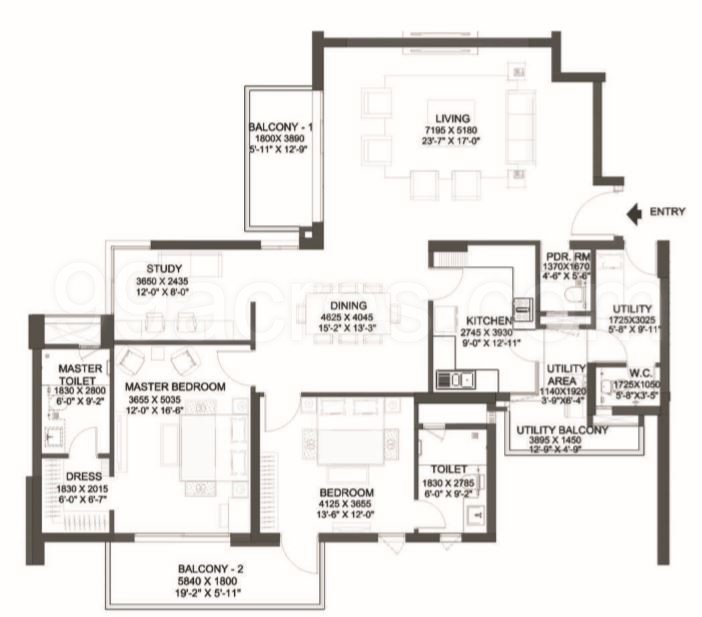 BALCONY - 1
1800X 3890
5'-11" X 12'-9"
LIVING
7195 X 5180
23'-7" X 17'-0"
ENTRY
STUDY
3650 X 2435
12'-0" X 8'-0"
DINING
4625 X 4045
15'-2" X 13'-3"
KITCHEN
2745 X 3930
9'-0" X 12'-11"
PDR. RM
1370X1670
4'-6" X 5'-6"
UTILITY
1725X3025
5'-8" X 9'-11"
MASTER
TOILET
1830 X 2800
6'-0" X 9'-2"
MASTER BEDROOM
3655 X 5035
12'-0" X 16'-6"
UTILITY
AREA
1140X1920
3'-9"X6'-4"
W.C.
1725X1050
5'-8"X3'-5"
UTILITY BALCONY
3895 X 1450
12'-9" X 4'-9"
DRESS
1830 X 2015
6'-0" X 6'-7"
BEDROOM
4125 X 3655
13'-6" X 12'-0"
TOILET
1830 X 2785
6'-0" X 9'-2"
BALCONY - 2
5840 X 1800
19'-2" X 5'-11"
99acres.com